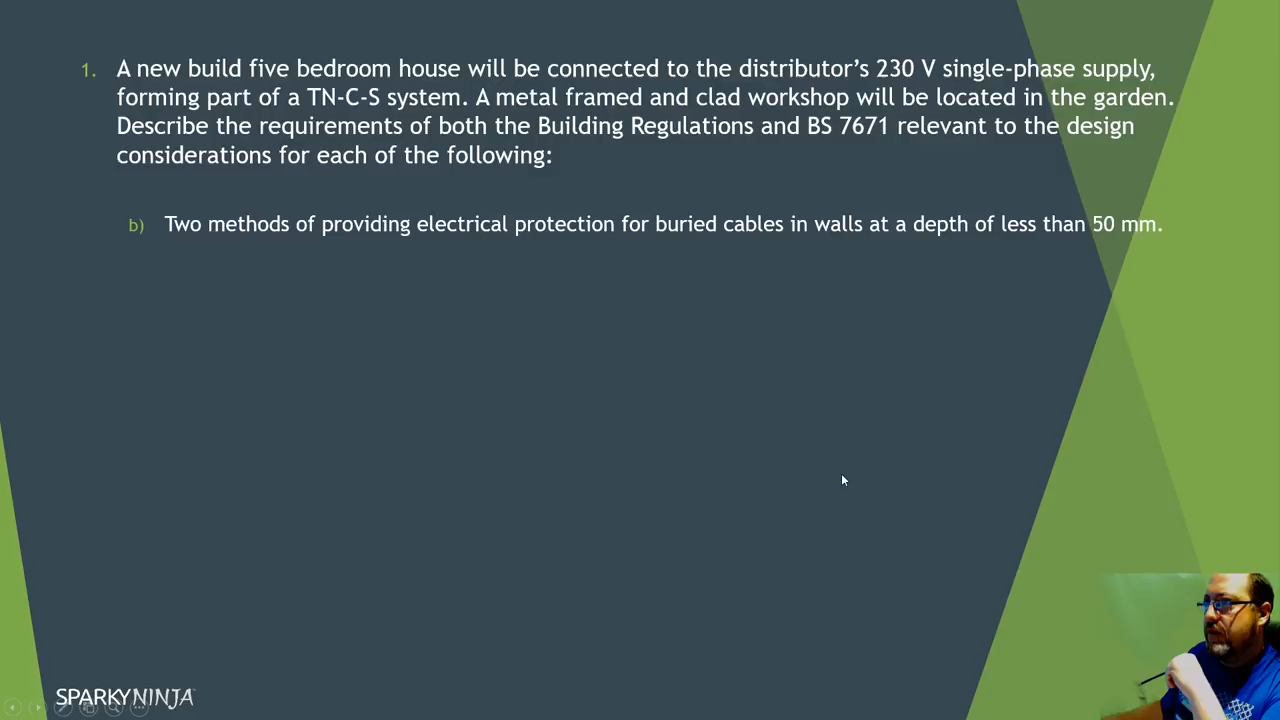 1. A new build five bedroom house will be connected to the distributor’s 230 V single-phase supply,
forming part of a TN-C-S system. A metal framed and clad workshop will be located in the garden.
Describe the requirements of both the Building Regulations and BS 7671 relevant to the design
considerations for each of the following:
b) Two methods of providing electrical protection for buried cables in walls at a depth of less than 50 mm.
SPARKYNINJA